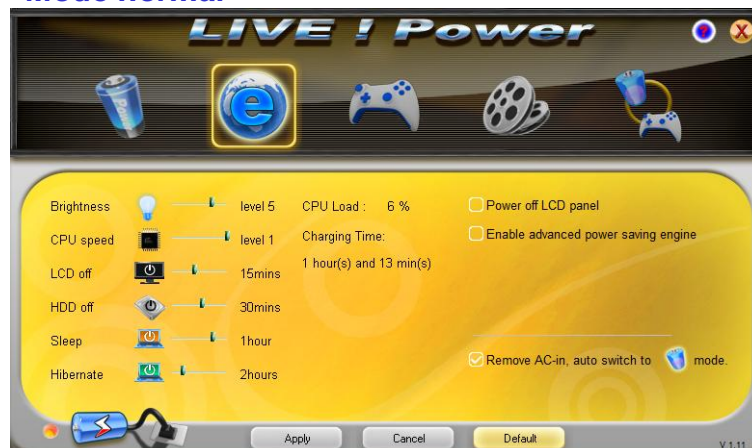 Mode normal
LIVE ! Power
Brightness level 5
CPU speed level 1
LCD off 15mins
HDD off 30mins
Sleep 1hour
Hibernate 2hours
CPU Load : 6 %
Charging Time:
1 hour(s) and 13 min(s)
Power off LCD panel
Enable advanced power saving engine
Remove AC-in, auto switch to mode.
Apply Cancel Default
V 1.11